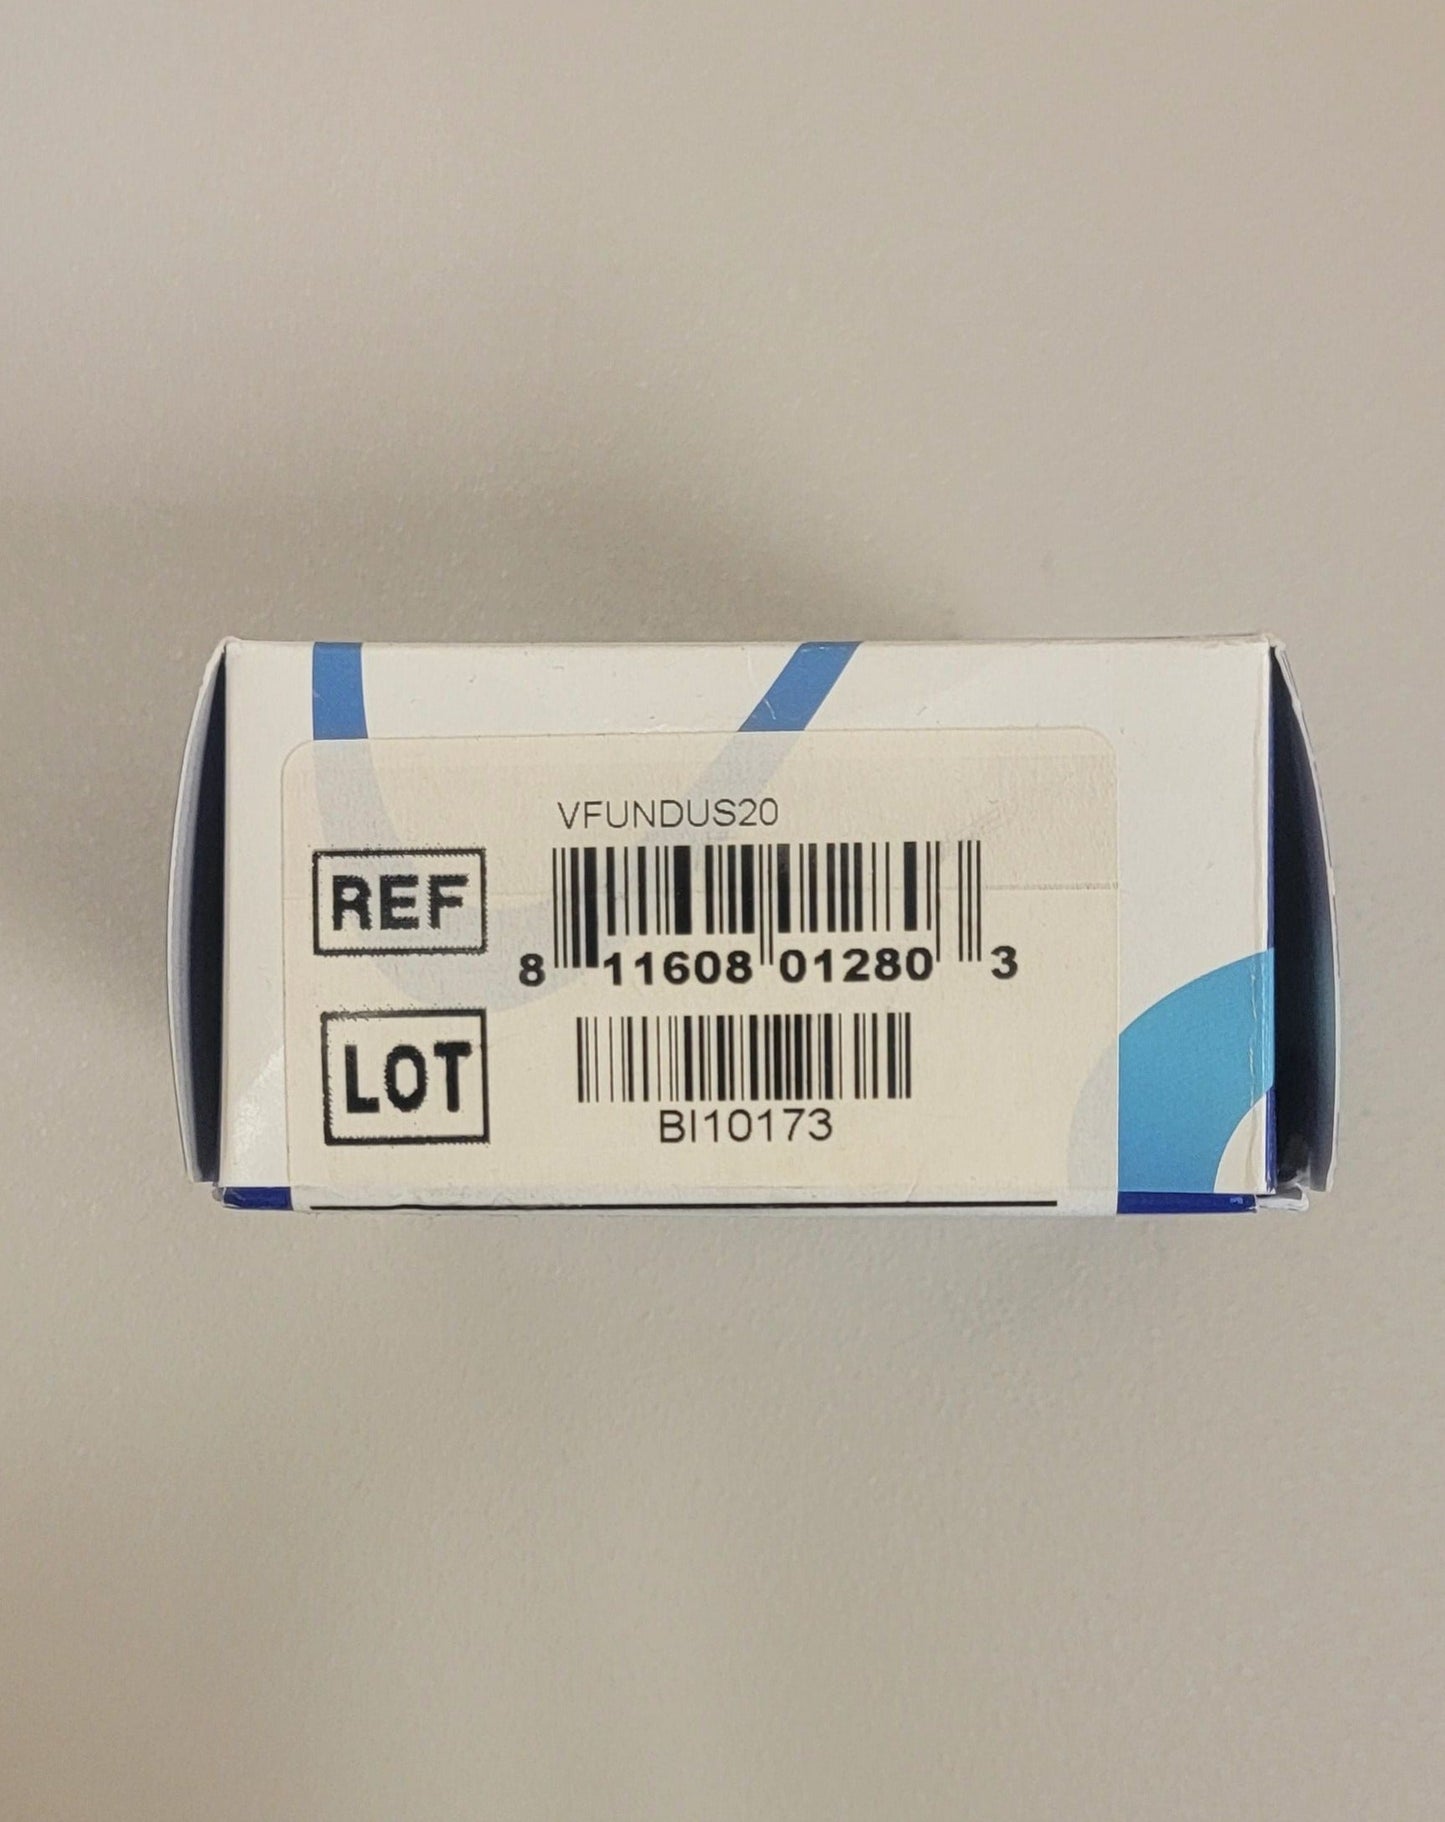 VFUNDUS20
REF
8 11608 01280 3
LOT
BI10173